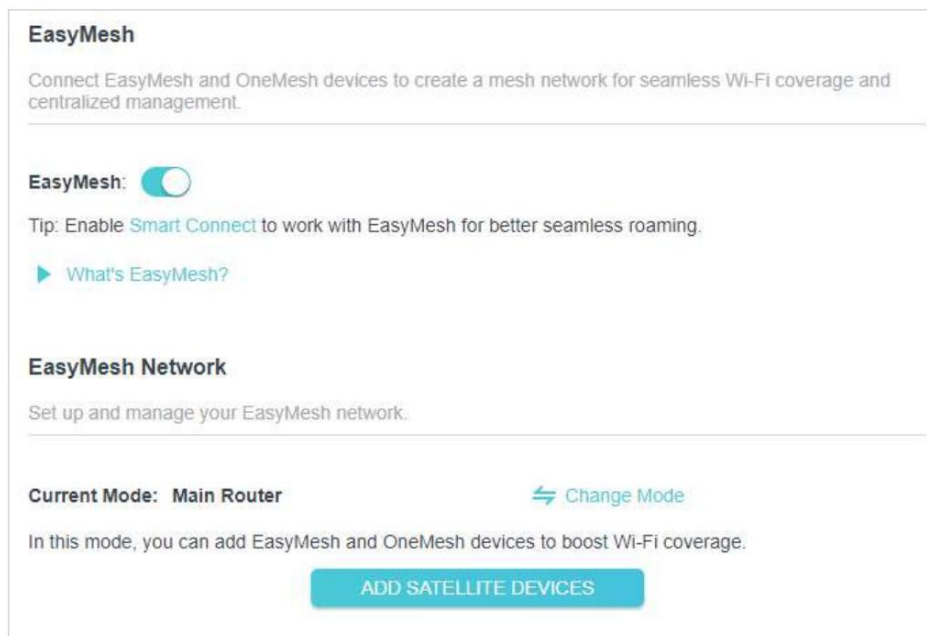 EasyMesh
Connect EasyMesh and OneMesh devices to create a mesh network for seamless Wi-Fi coverage and
centralized management.
EasyMesh:
Tip: Enable Smart Connect to work with EasyMesh for better seamless roaming.
What's EasyMesh?
EasyMesh Network
Set up and manage your EasyMesh network.
Current Mode: Main Router Change Mode
In this mode, you can add EasyMesh and OneMesh devices to boost Wi-Fi coverage.
ADD SATELLITE DEVICES